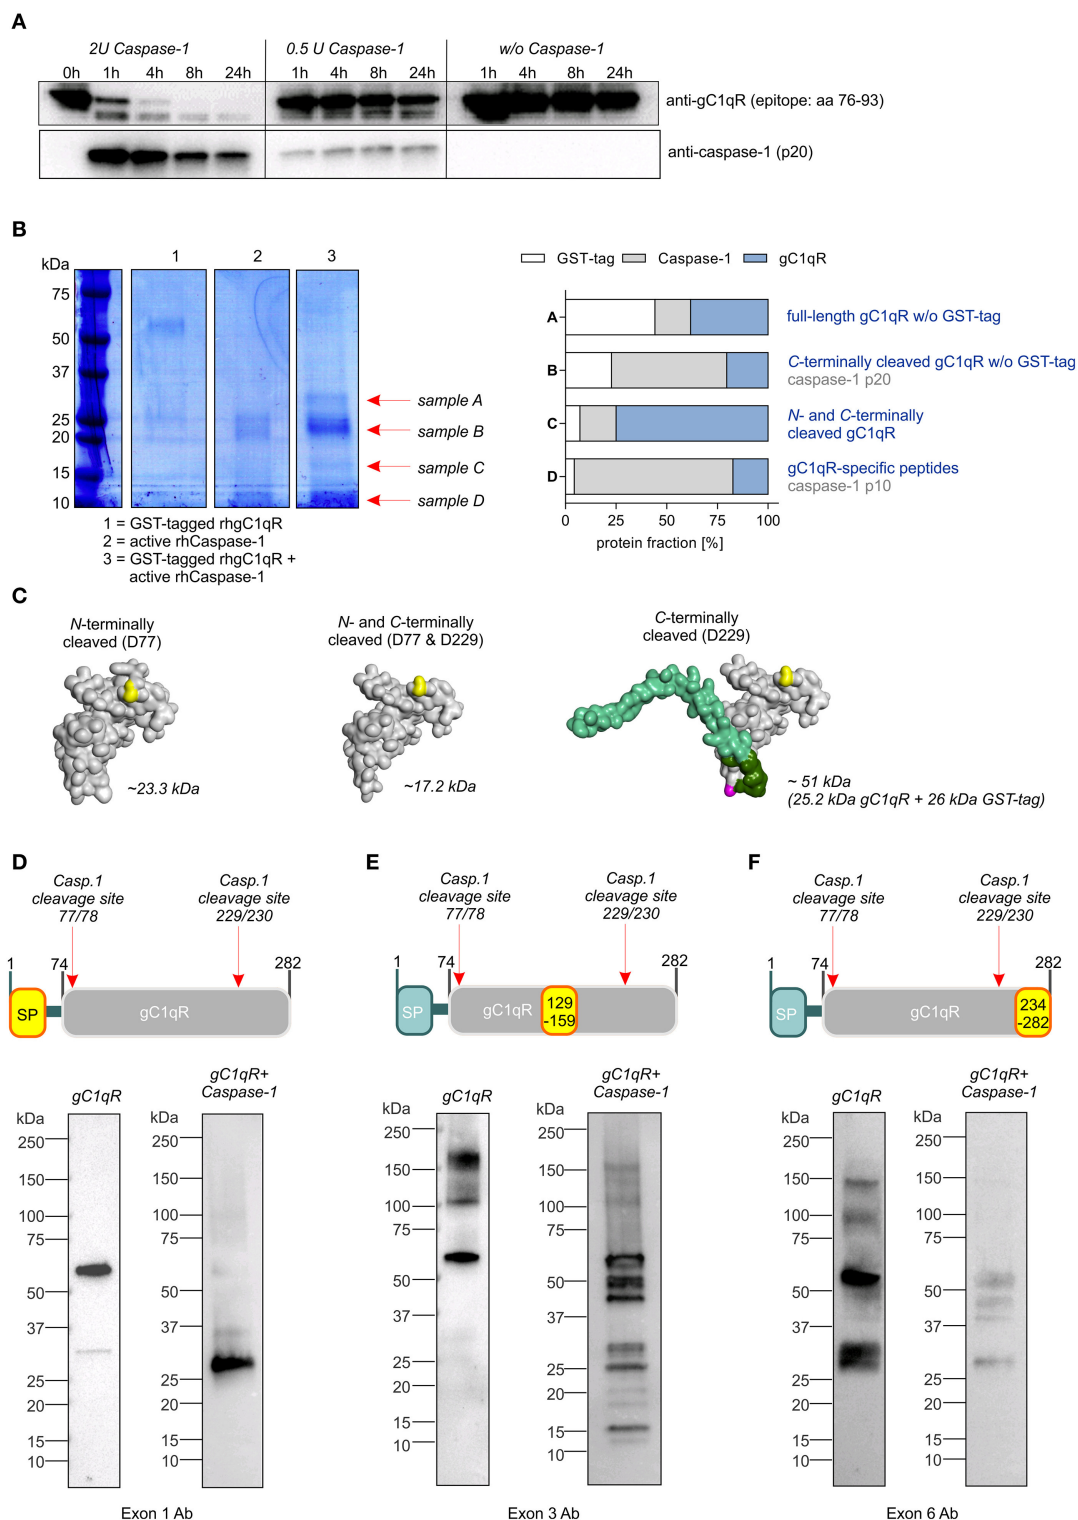 A
2U Caspase-1
0.5 U Caspase-1
w/o Caspase-1
0h 1h 4h 8h 24h
1h 4h 8h 24h
1h 4h 8h 24h
anti-gC1qR (epitope: aa 76-93)
anti-caspase-1 (p20)
B
kDa
1
2
3
75
50
37
25
20
15
10
sample A
sample B
sample C
sample D
1 = GST-tagged rhgC1qR
2 = active rhCaspase-1
3 = GST-tagged rhgC1qR +
active rhCaspase-1
GST-tag Caspase-1 gC1qR
A
full-length gC1qR w/o GST-tag
B
C-terminally cleaved gC1qR w/o GST-tag
caspase-1 p20
C
N- and C-terminally
cleaved gC1qR
D
gC1qR-specific peptides
caspase-1 p10
0 25 50 75 100
protein fraction [%]
C
N-terminally
cleaved (D77)
~23.3 kDa
N- and C-terminally
cleaved (D77 & D229)
~17.2 kDa
C-terminally
cleaved (D229)
~ 51 kDa
(25.2 kDa gC1qR + 26 kDa GST-tag)
D
Casp.1
cleavage site
77/78
Casp.1
cleavage site
229/230
1
74
282
SP
gC1qR
gC1qR
gC1qR+
Caspase-1
kDa
250
150
100
75
50
37
25
20
15
10
kDa
250
150
100
75
50
37
25
20
15
10
Exon 1 Ab
E
Casp.1
cleavage site
77/78
Casp.1
cleavage site
229/230
1
74
282
SP
gC1qR
129
-159
gC1qR
gC1qR+
Caspase-1
kDa
250
150
100
75
50
37
25
20
15
10
kDa
250
150
100
75
50
37
25
20
15
10
Exon 3 Ab
F
Casp.1
cleavage site
77/78
Casp.1
cleavage site
229/230
1
74
282
SP
gC1qR
234
-282
gC1qR
gC1qR+
Caspase-1
kDa
250
150
100
75
50
37
25
20
15
10
kDa
250
150
100
75
50
37
25
20
15
10
Exon 6 Ab